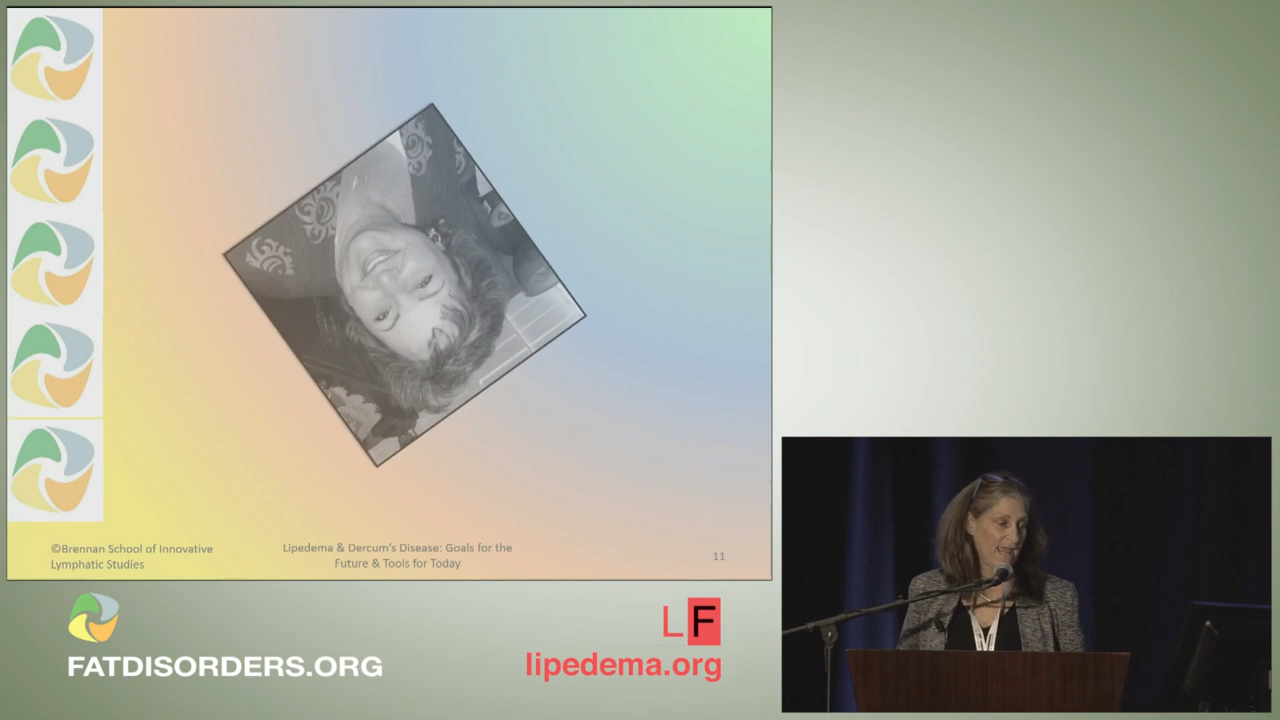 ©Brennan School of Innovative
Lymphatic Studies
Lipedema & Dercum's Disease: Goals for the
Future & Tools for Today
11
FATDISORDERS.ORG
LF
lipedema.org